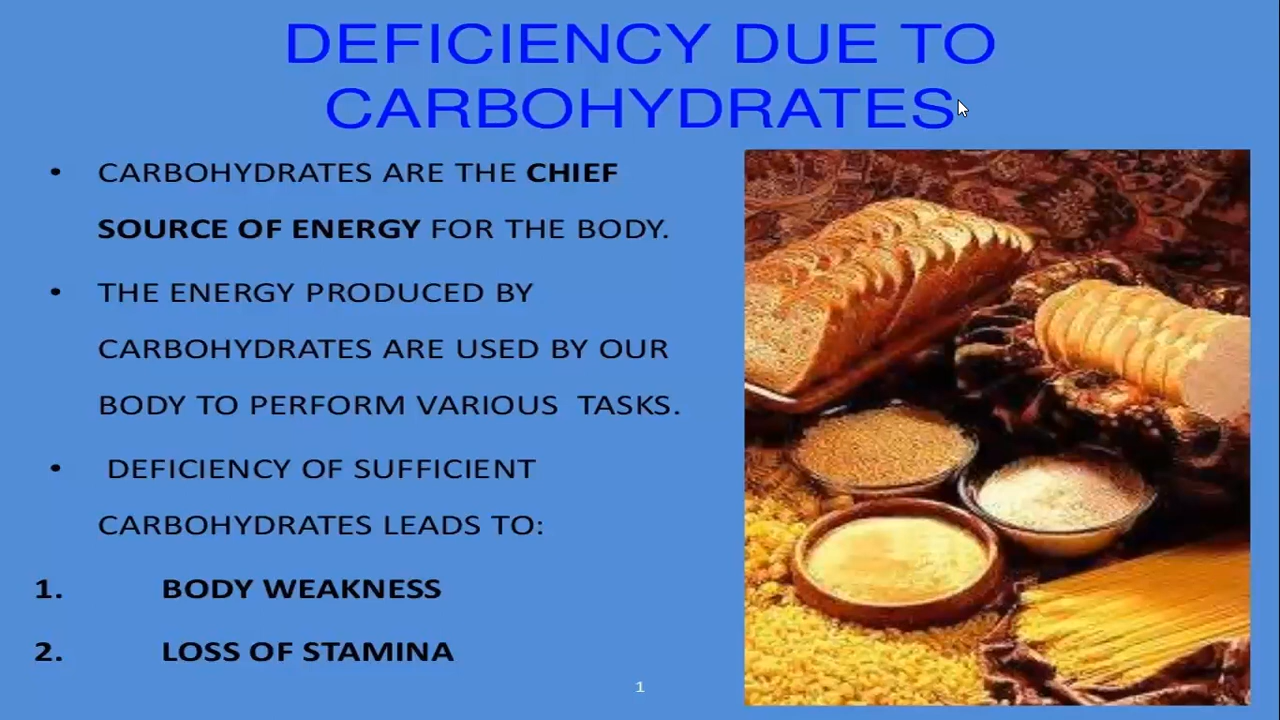 DEFICIENCY DUE TO
CARBOHYDRATES
• CARBOHYDRATES ARE THE CHIEF
SOURCE OF ENERGY FOR THE BODY.
• THE ENERGY PRODUCED BY
CARBOHYDRATES ARE USED BY OUR
BODY TO PERFORM VARIOUS TASKS.
• DEFICIENCY OF SUFFICIENT
CARBOHYDRATES LEADS TO:
1. BODY WEAKNESS
2. LOSS OF STAMINA
1